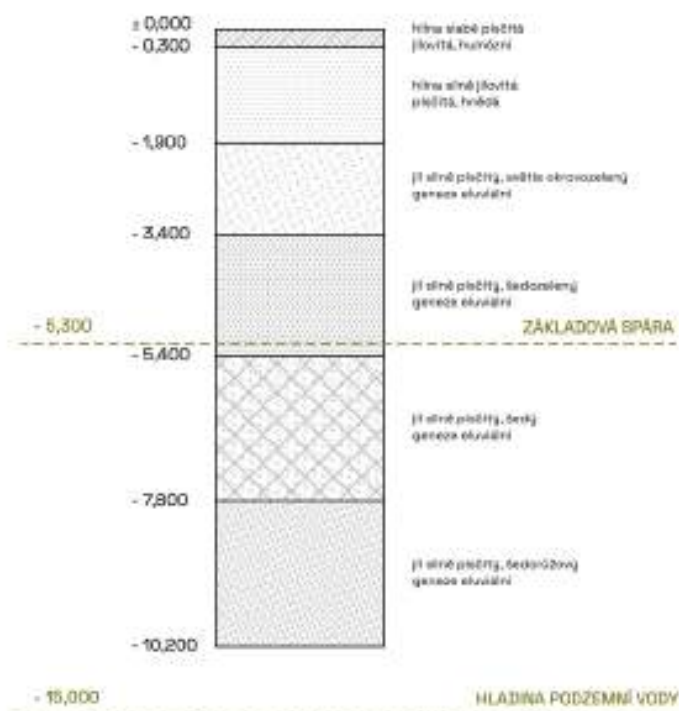 ± 0,000
hlína slabě písčitá
- 0,300
jílovitá, humózní
hlína silně jílovitá
písčitá, hnědá
- 1,900
jíl silně písčitý, světle okrovozelený
geneze eluviální
- 3,400
jíl silně písčitý, šedozelený
geneze eluviální
- 5,300
ZÁKLADOVÁ SPÁRA
- 5,400
jíl silně písčitý, šedý
geneze eluviální
- 7,800
jíl silně písčitý, šedorůžový
geneze eluviální
- 10,200
- 15,000
HLADINA PODZEMNÍ VODY